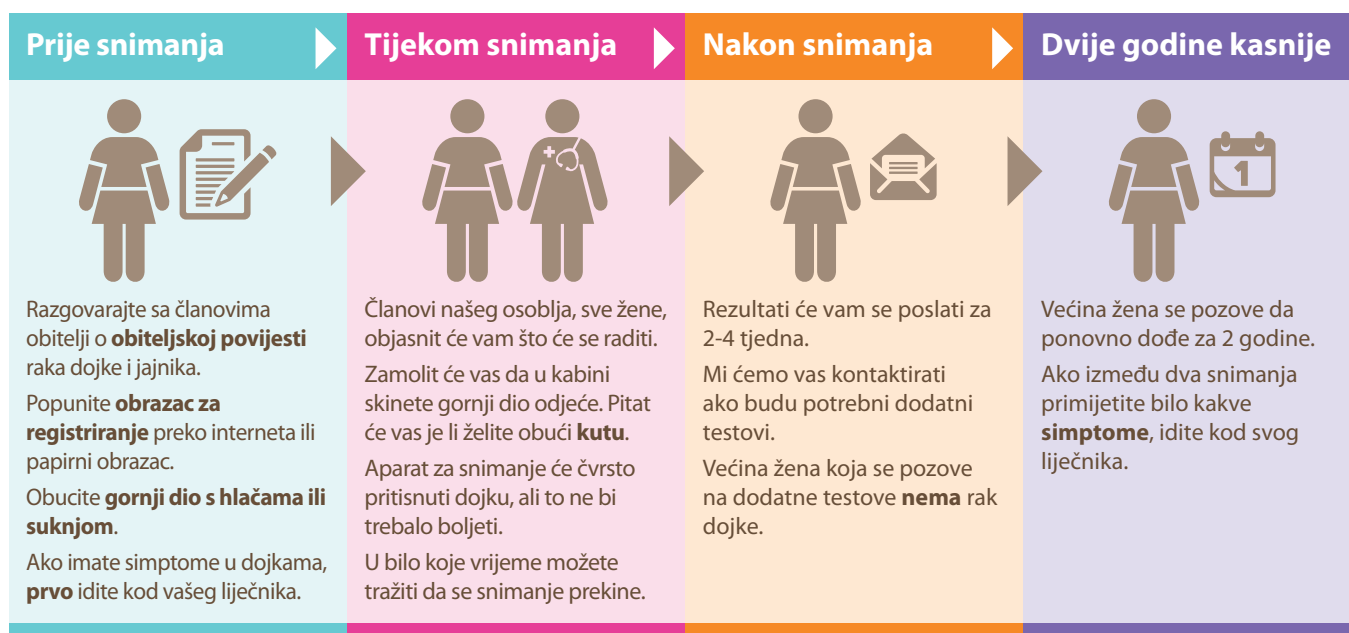 Prije snimanja
Razgovarajte sa članovima
obitelji o obiteljskoj povijesti
raka dojke i jajnika.
Popunite obrazac za
registriranje preko interneta ili
papirni obrazac.
Obucite gornji dio s hlačama ili
suknjom.
Ako imate simptome u dojkama,
prvo idite kod vašeg liječnika.
Tijekom snimanja
Članovi našeg osoblja, sve žene,
objasnit će vam što će se raditi.
Zamolit će vas da u kabini
skinete gornji dio odjeće. Pitat
će vas je li želite obući kutu.
Aparat za snimanje će čvrsto
pritisnuti dojku, ali to ne bi
trebalo boljeti.
U bilo koje vrijeme možete
tražiti da se snimanje prekine.
Nakon snimanja
Rezultati će vam se poslati za
2-4 tjedna.
Mi ćemo vas kontaktirati
ako budu potrebni dodatni
testovi.
Većina žena koja se pozove
na dodatne testove nema rak
dojke.
Dvije godine kasnije
1
Većina žena se pozove da
ponovno dođe za 2 godine.
Ako između dva snimanja
primijetite bilo kakve
simptome, idite kod svog
liječnika.